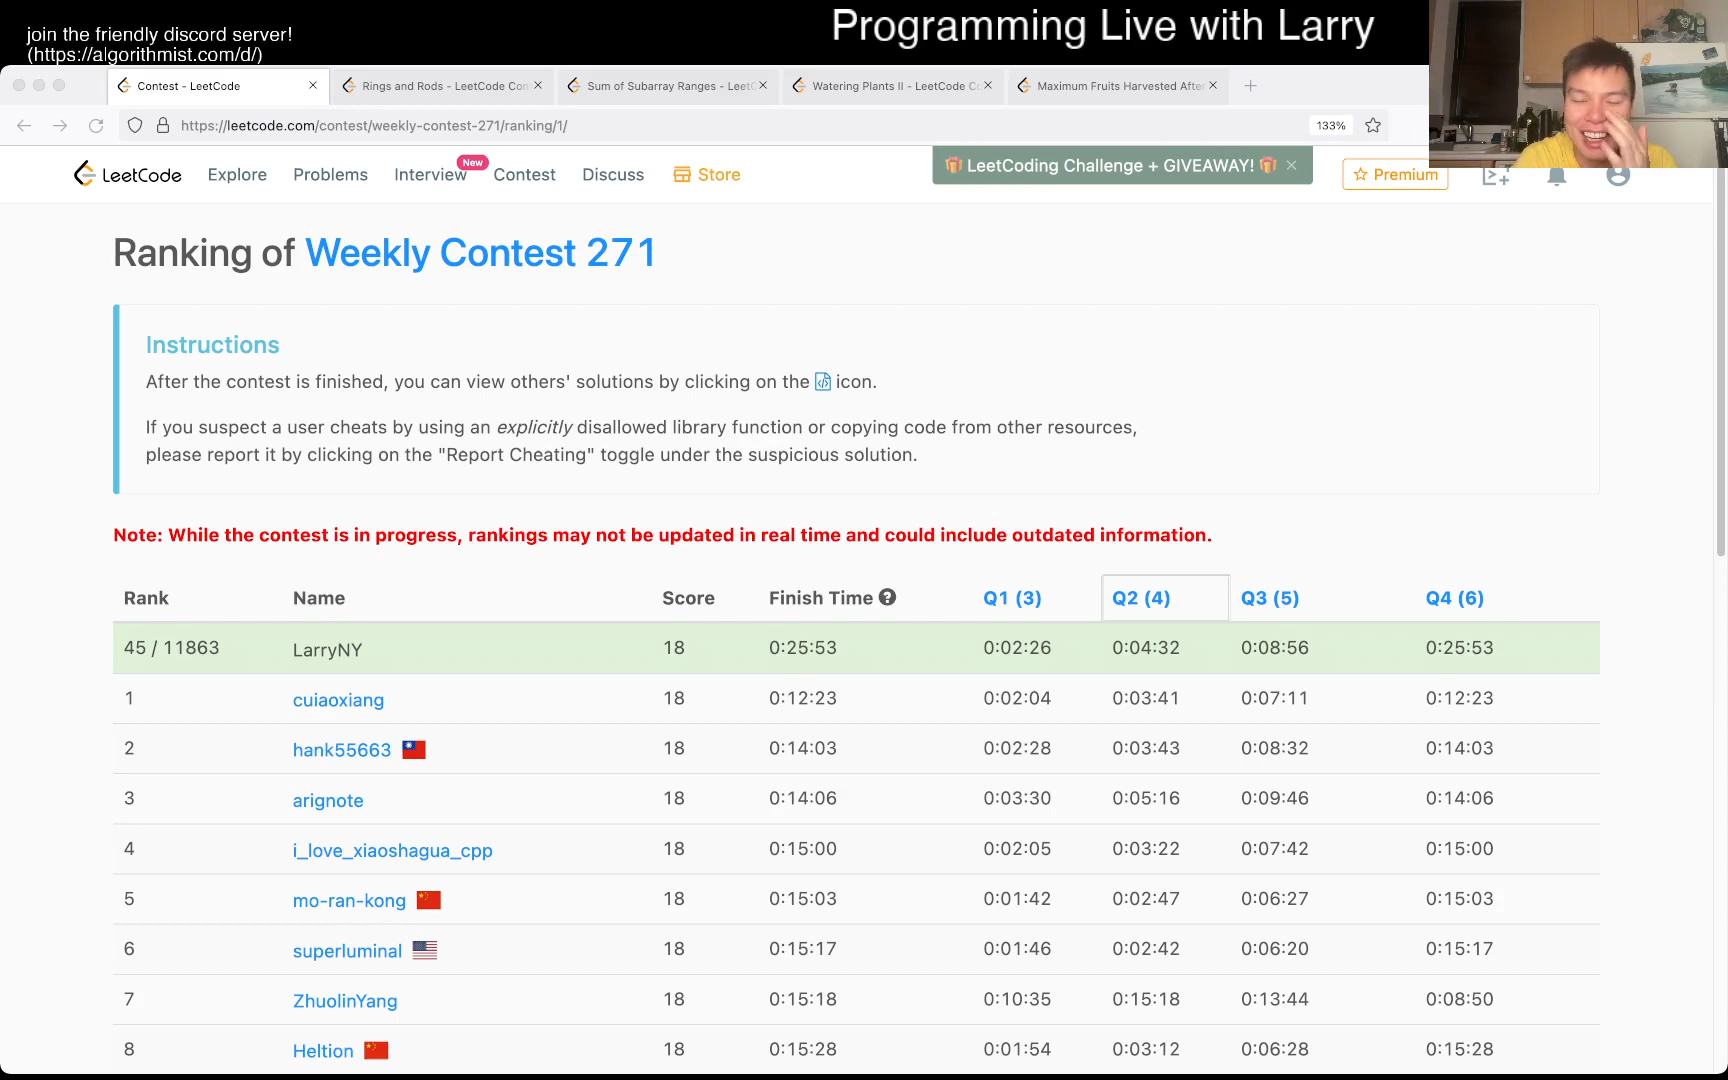 join the friendly discord server!
(https://algorithmist.com/d/)
Programming Live with Larry
Contest - LeetCode
Rings and Rods - LeetCode Con
Sum of Subarray Ranges - LeetC
Watering Plants II - LeetCode Co
Maximum Fruits Harvested After
https://leetcode.com/contest/weekly-contest-271/ranking/1/
133%
LeetCode Explore Problems Interview New Contest Discuss Store
LeetCoding Challenge + GIVEAWAY!
Premium
Ranking of Weekly Contest 271
Instructions
After the contest is finished, you can view others' solutions by clicking on the icon.
If you suspect a user cheats by using an explicitly disallowed library function or copying code from other resources,
please report it by clicking on the "Report Cheating" toggle under the suspicious solution.
Note: While the contest is in progress, rankings may not be updated in real time and could include outdated information.
Rank Name Score Finish Time Q1 (3) Q2 (4) Q3 (5) Q4 (6)
45 / 11863 LarryNY 18 0:25:53 0:02:26 0:04:32 0:08:56 0:25:53
1 cuiaoxiang 18 0:12:23 0:02:04 0:03:41 0:07:11 0:12:23
2 hank55663 18 0:14:03 0:02:28 0:03:43 0:08:32 0:14:03
3 arignote 18 0:14:06 0:03:30 0:05:16 0:09:46 0:14:06
4 i_love_xiaoshagua_cpp 18 0:15:00 0:02:05 0:03:22 0:07:42 0:15:00
5 mo-ran-kong 18 0:15:03 0:01:42 0:02:47 0:06:27 0:15:03
6 superluminal 18 0:15:17 0:01:46 0:02:42 0:06:20 0:15:17
7 ZhuolinYang 18 0:15:18 0:10:35 0:15:18 0:13:44 0:08:50
8 Heltion 18 0:15:28 0:01:54 0:03:12 0:06:28 0:15:28